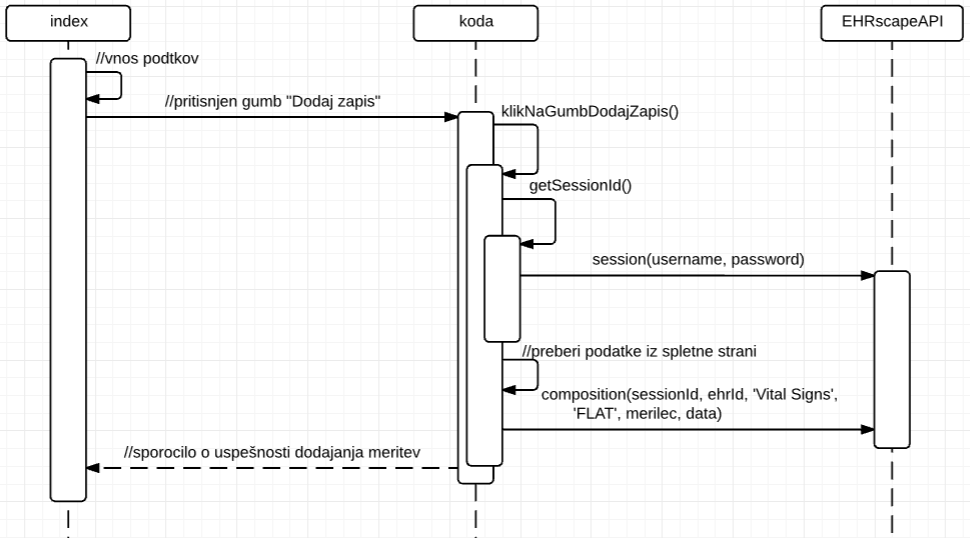 index
koda
EHRscapeAPI
//vnos podtkov
//pritisnjen gumb "Dodaj zapis"
klikNaGumbDodajZapis()
getSessionId()
session(username, password)
//preberi podatke iz spletne strani
composition(sessionId, ehrId, 'Vital Signs',
'FLAT', merilec, data)
//sporocilo o uspešnosti dodajanja meritev